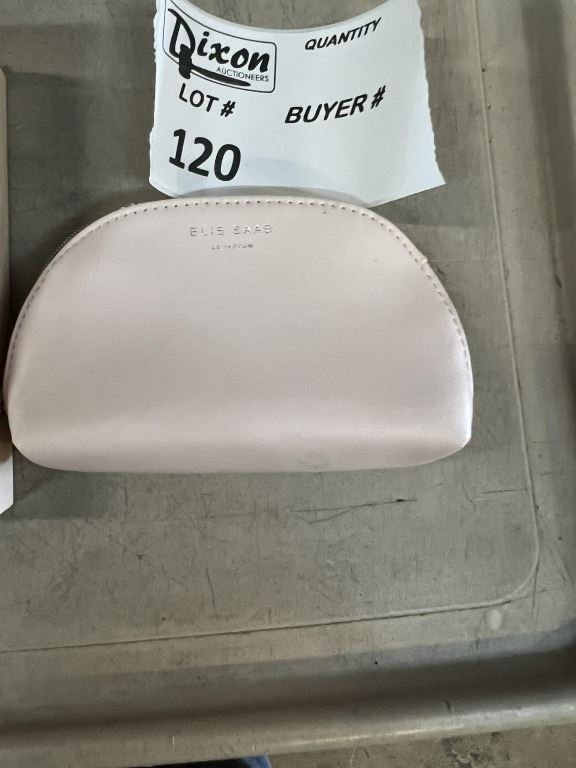 Dixon
AUCTIONEERS
QUANTITY
LOT #
BUYER #
120
ELIE SAAB
LE PARFUM